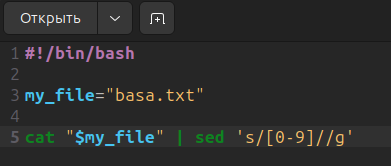 Открыть
1 #!/bin/bash
2
3 my_file="basa.txt"
4
5 cat "$my_file" | sed 's/[0-9]//g'